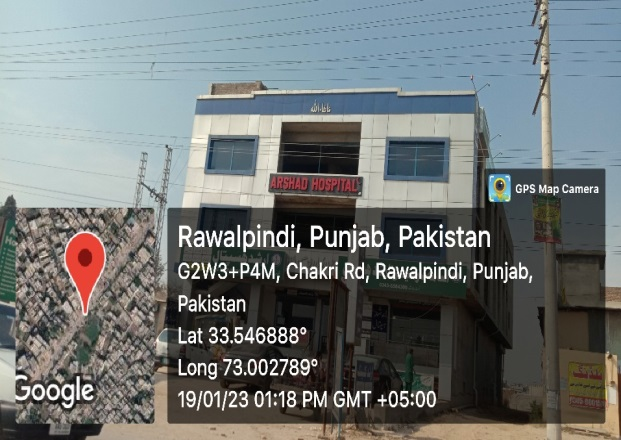 ماشاءاللہ
ARSHAD HOSPITAL
GPS Map Camera
Rawalpindi, Punjab, Pakistan
G2W3+P4M, Chakri Rd, Rawalpindi, Punjab,
Pakistan
Lat 33.546888°
Long 73.002789°
19/01/23 01:18 PM GMT +05:00
Google